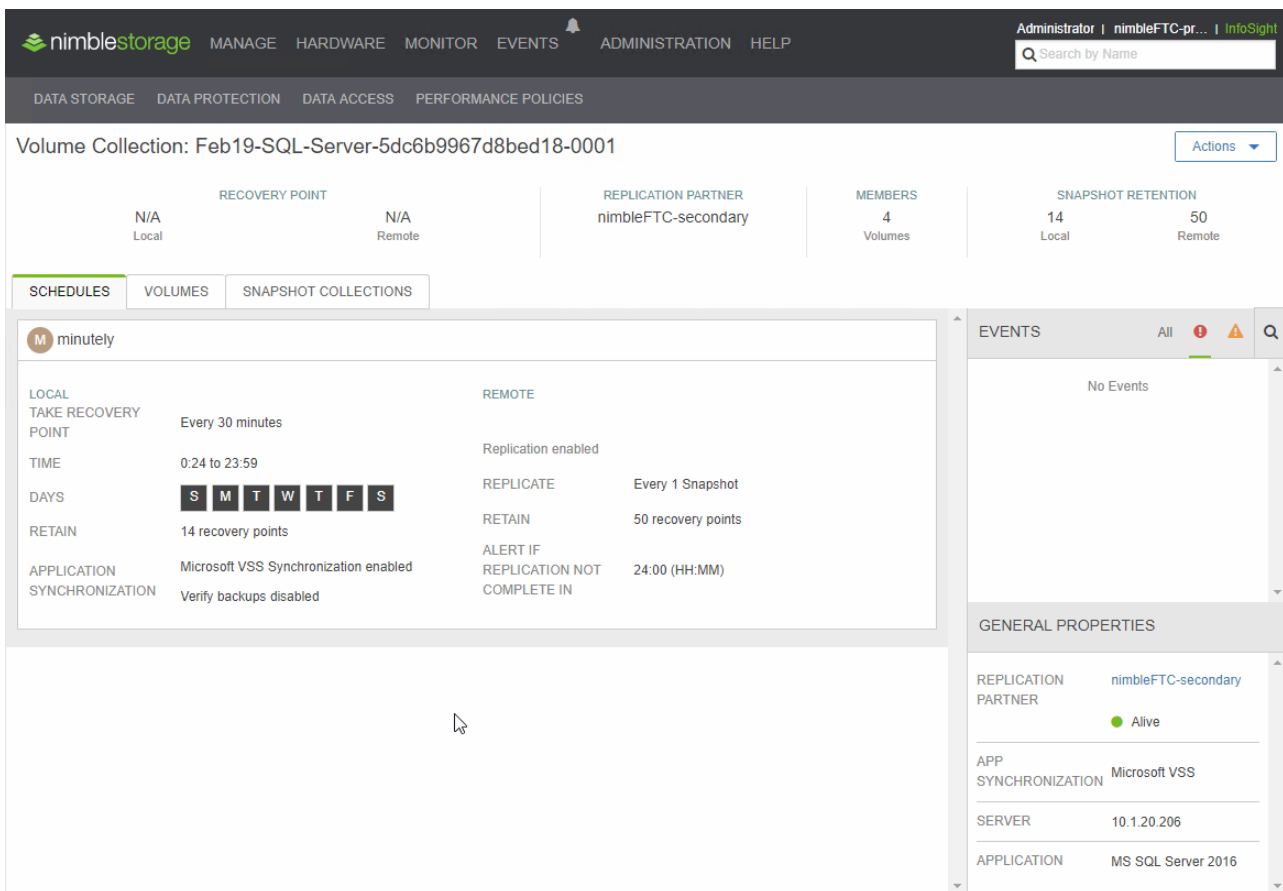 nimblestorage MANAGE HARDWARE MONITOR EVENTS ADMINISTRATION HELP
Administrator | nimbleFTC-pr... | InfoSight
Search by Name
DATA STORAGE DATA PROTECTION DATA ACCESS PERFORMANCE POLICIES
Volume Collection: Feb19-SQL-Server-5dc6b9967d8bed18-0001
Actions
RECOVERY POINT
N/A N/A
Local Remote
REPLICATION PARTNER
nimbleFTC-secondary
MEMBERS
4
Volumes
SNAPSHOT RETENTION
14 50
Local Remote
SCHEDULES VOLUMES SNAPSHOT COLLECTIONS
M minutely
LOCAL
TAKE RECOVERY
POINT
Every 30 minutes
TIME 0:24 to 23:59
DAYS S M T W T F S
RETAIN 14 recovery points
APPLICATION
SYNCHRONIZATION
Microsoft VSS Synchronization enabled
Verify backups disabled
REMOTE
Replication enabled
REPLICATE Every 1 Snapshot
RETAIN 50 recovery points
ALERT IF
REPLICATION NOT
COMPLETE IN
24:00 (HH:MM)
EVENTS All
No Events
GENERAL PROPERTIES
REPLICATION
PARTNER
nimbleFTC-secondary
Alive
APP
SYNCHRONIZATION
Microsoft VSS
SERVER 10.1.20.206
APPLICATION MS SQL Server 2016